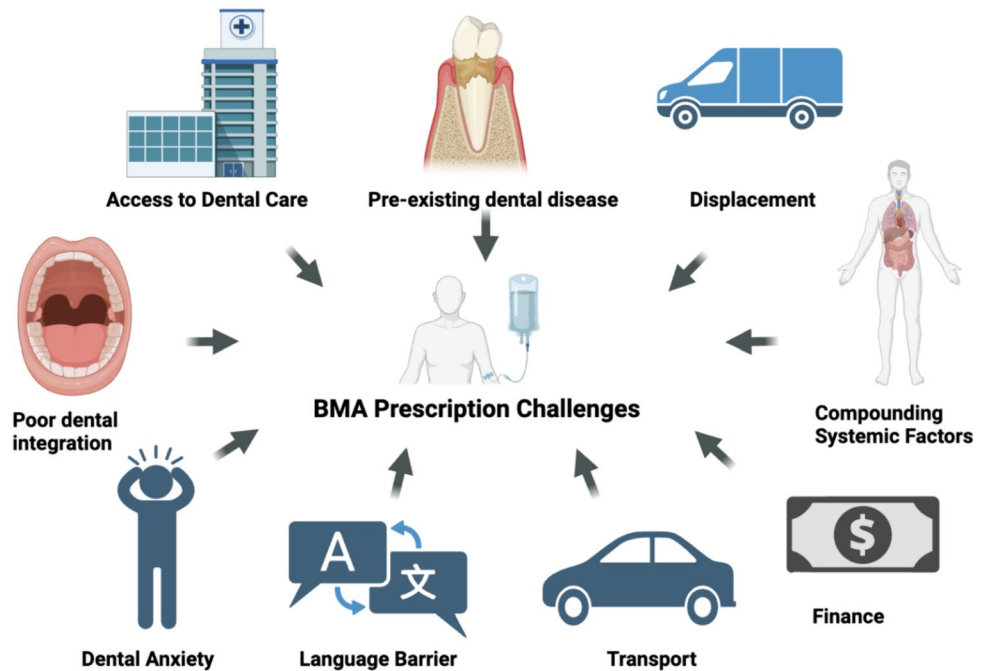 Access to Dental Care
Pre-existing dental disease
Displacement
Poor dental
integration
BMA Prescription Challenges
Compounding
Systemic Factors
Dental Anxiety
A
文
Language Barrier
Transport
$
Finance